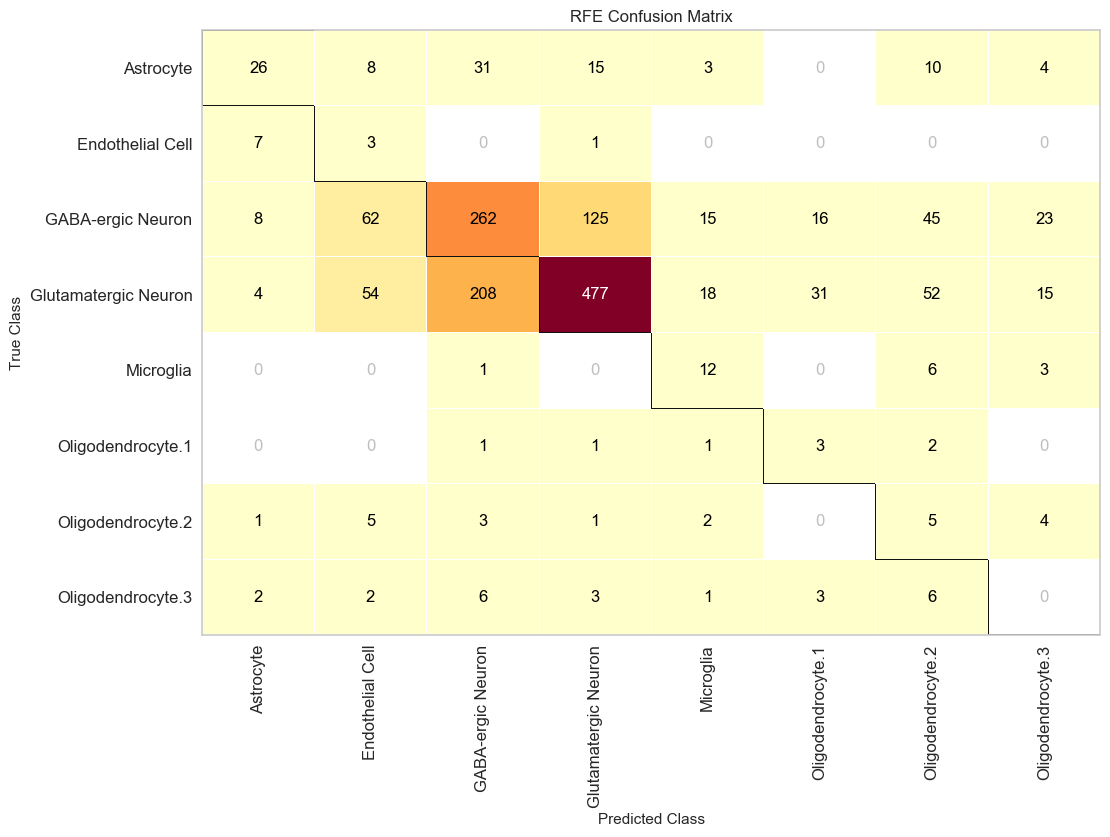 RFE Confusion Matrix
True Class
Astrocyte 26 8 31 15 3 0 10 4
Endothelial Cell 7 3 0 1 0 0 0 0
GABA-ergic Neuron 8 62 262 125 15 16 45 23
Glutamatergic Neuron 4 54 208 477 18 31 52 15
Microglia 0 0 1 0 12 0 6 3
Oligodendrocyte.1 0 0 1 1 1 3 2 0
Oligodendrocyte.2 1 5 3 1 2 0 5 4
Oligodendrocyte.3 2 2 6 3 1 3 6 0
Astrocyte
Endothelial Cell
GABA-ergic Neuron
Glutamatergic Neuron
Microglia
Oligodendrocyte.1
Oligodendrocyte.2
Oligodendrocyte.3
Predicted Class